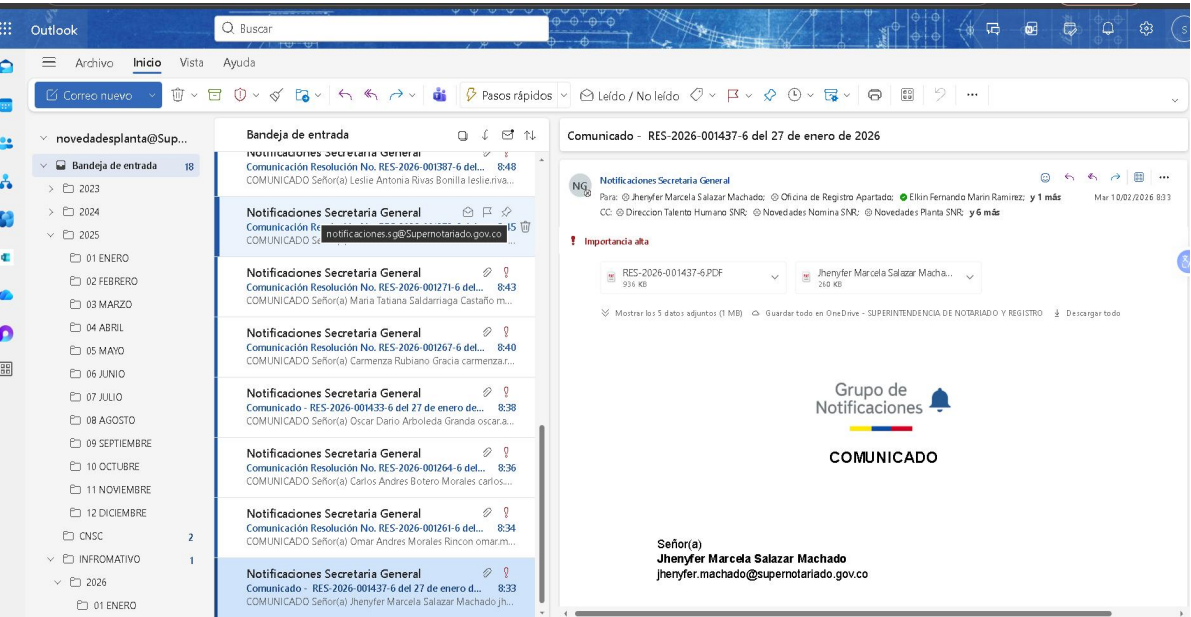 Outlook
Buscar
Archivo Inicio Vista Ayuda
Correo nuevo Pasos rápidos Leído / No leído
novedadesplanta@Sup...
Bandeja de entrada 18
2023
2024
2025
01 ENERO
02 FEBRERO
03 MARZO
04 ABRIL
05 MAYO
06 JUNIO
07 JULIO
08 AGOSTO
09 SEPTIEMBRE
10 OCTUBRE
11 NOVIEMBRE
12 DICIEMBRE
CNSC 2
INFROMATIVO 1
2026
01 ENERO
Bandeja de entrada
Notificaciones Secretaria General
Comunicación Resolución No. RES-2026-001387-6 del... 8:48
COMUNICADO Señor(a) Leslie Antonia Rivas Bonilla leslie.riva...
Notificaciones Secretaria General
Comunicación
notificaciones.sg@Supernotariado.gov.co
COMUNICADO
Notificaciones Secretaria General
Comunicación Resolución No. RES-2026-001271-6 del... 8:43
COMUNICADO Señor(a) Maria Tatiana Saldarriaga Castaño m...
Notificaciones Secretaria General
Comunicación Resolución No. RES-2026-001267-6 del... 8:40
COMUNICADO Señor(a) Carmenza Rubiano Gracia carmenza.r...
Notificaciones Secretaria General
Comunicado - RES-2026-001433-6 del 27 de enero de... 8:38
COMUNICADO Señor(a) Oscar Dario Arboleda Granda oscar.a...
Notificaciones Secretaria General
Comunicación Resolución No. RES-2026-001264-6 del... 8:36
COMUNICADO Señor(a) Carlos Andres Botero Morales carlos....
Notificaciones Secretaria General
Comunicación Resolución No. RES-2026-001261-6 del... 8:34
COMUNICADO Señor(a) Omar Andres Morales Rincon omar.m...
Notificaciones Secretaria General
Comunicado - RES-2026-001437-6 del 27 de enero d... 8:33
COMUNICADO Señor(a) Jhenyfer Marcela Salazar Machado jh...
Comunicado - RES-2026-001437-6 del 27 de enero de 2026
NG
Notificaciones Secretaria General
Para: Jhenyfer Marcela Salazar Machado; Oficina de Registro Apartado; Elkin Fernando Marin Ramirez; y 1 más Mar 10/02/2026 8:33
CC: Direccion Talento Humano SNR; Novedades Nomina SNR; Novedades Planta SNR; y 6 más
Importancia alta
RES-2026-001437-6.PDF
936 KB
Jhenyfer Marcela Salazar Macha...
260 KB
Mostrar los 5 datos adjuntos (1 MB) Guardar todo en OneDrive - SUPERINTENDENCIA DE NOTARIADO Y REGISTRO Descargar todo
Grupo de
Notificaciones
COMUNICADO
Señor(a)
Jhenyfer Marcela Salazar Machado
jhenyfer.machado@supernotariado.gov.co